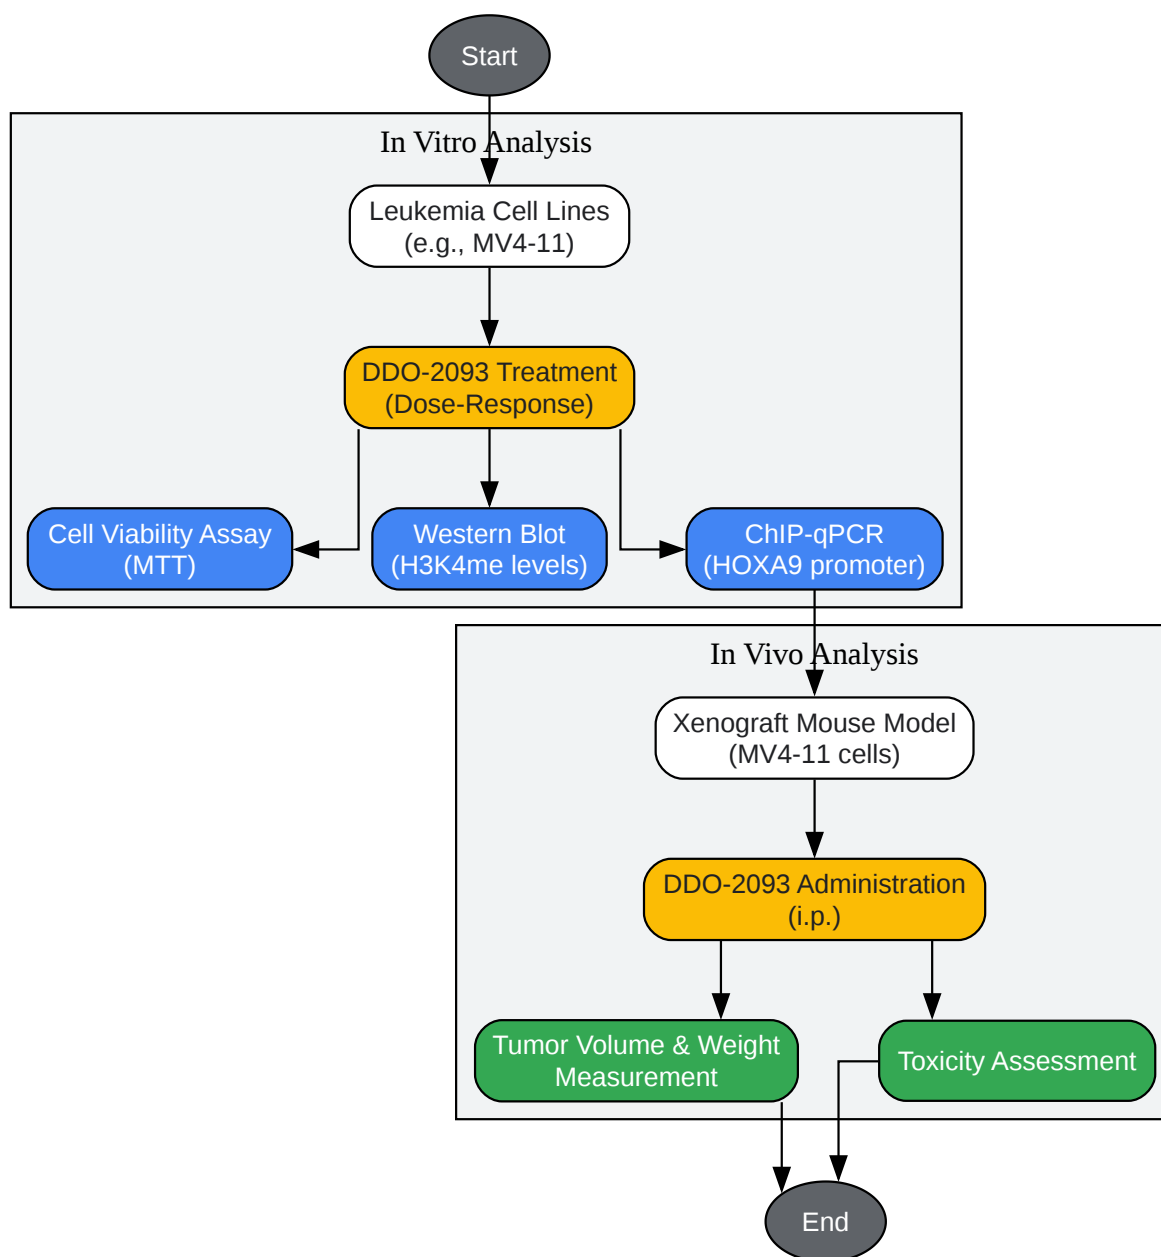 Start
In Vitro Analysis
Leukemia Cell Lines
(e.g., MV4-11)
DDO-2093 Treatment
(Dose-Response)
Cell Viability Assay
(MTT)
Western Blot
(H3K4me levels)
ChIP-qPCR
(HOXA9 promoter)
In Vivo Analysis
Xenograft Mouse Model
(MV4-11 cells)
DDO-2093 Administration
(i.p.)
Tumor Volume & Weight
Measurement
Toxicity Assessment
End